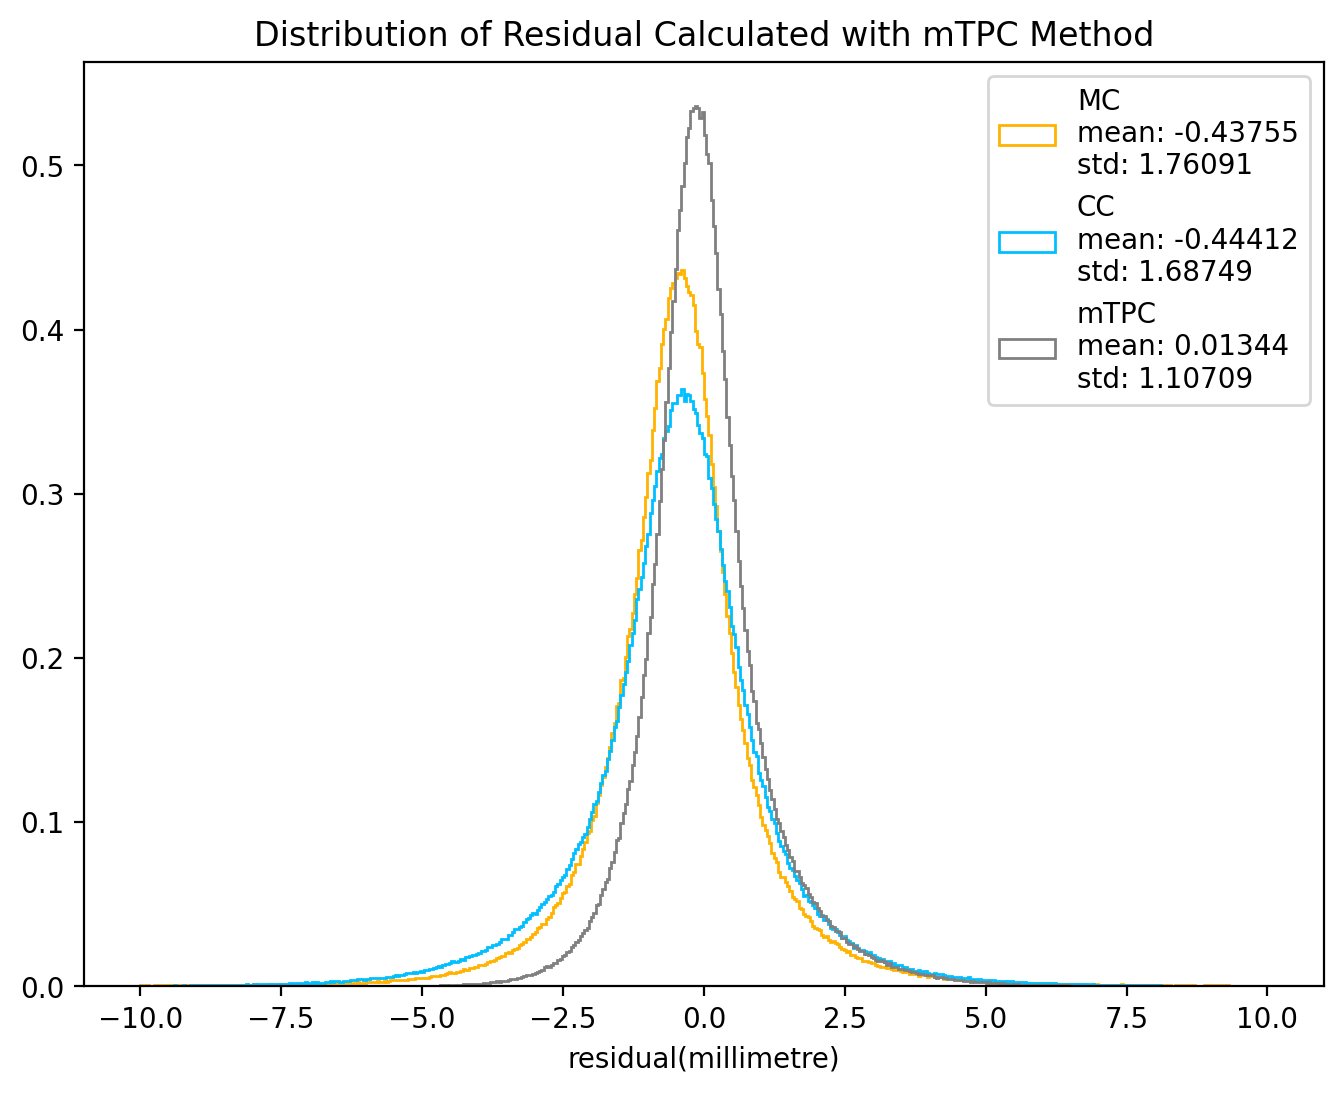 Distribution of Residual Calculated with mTPC Method
MC
mean: -0.43755
std: 1.76091
CC
mean: -0.44412
std: 1.68749
mTPC
mean: 0.01344
std: 1.10709
0.5
0.4
0.3
0.2
0.1
0.0
−10.0 −7.5 −5.0 −2.5 0.0 2.5 5.0 7.5 10.0
residual(millimetre)